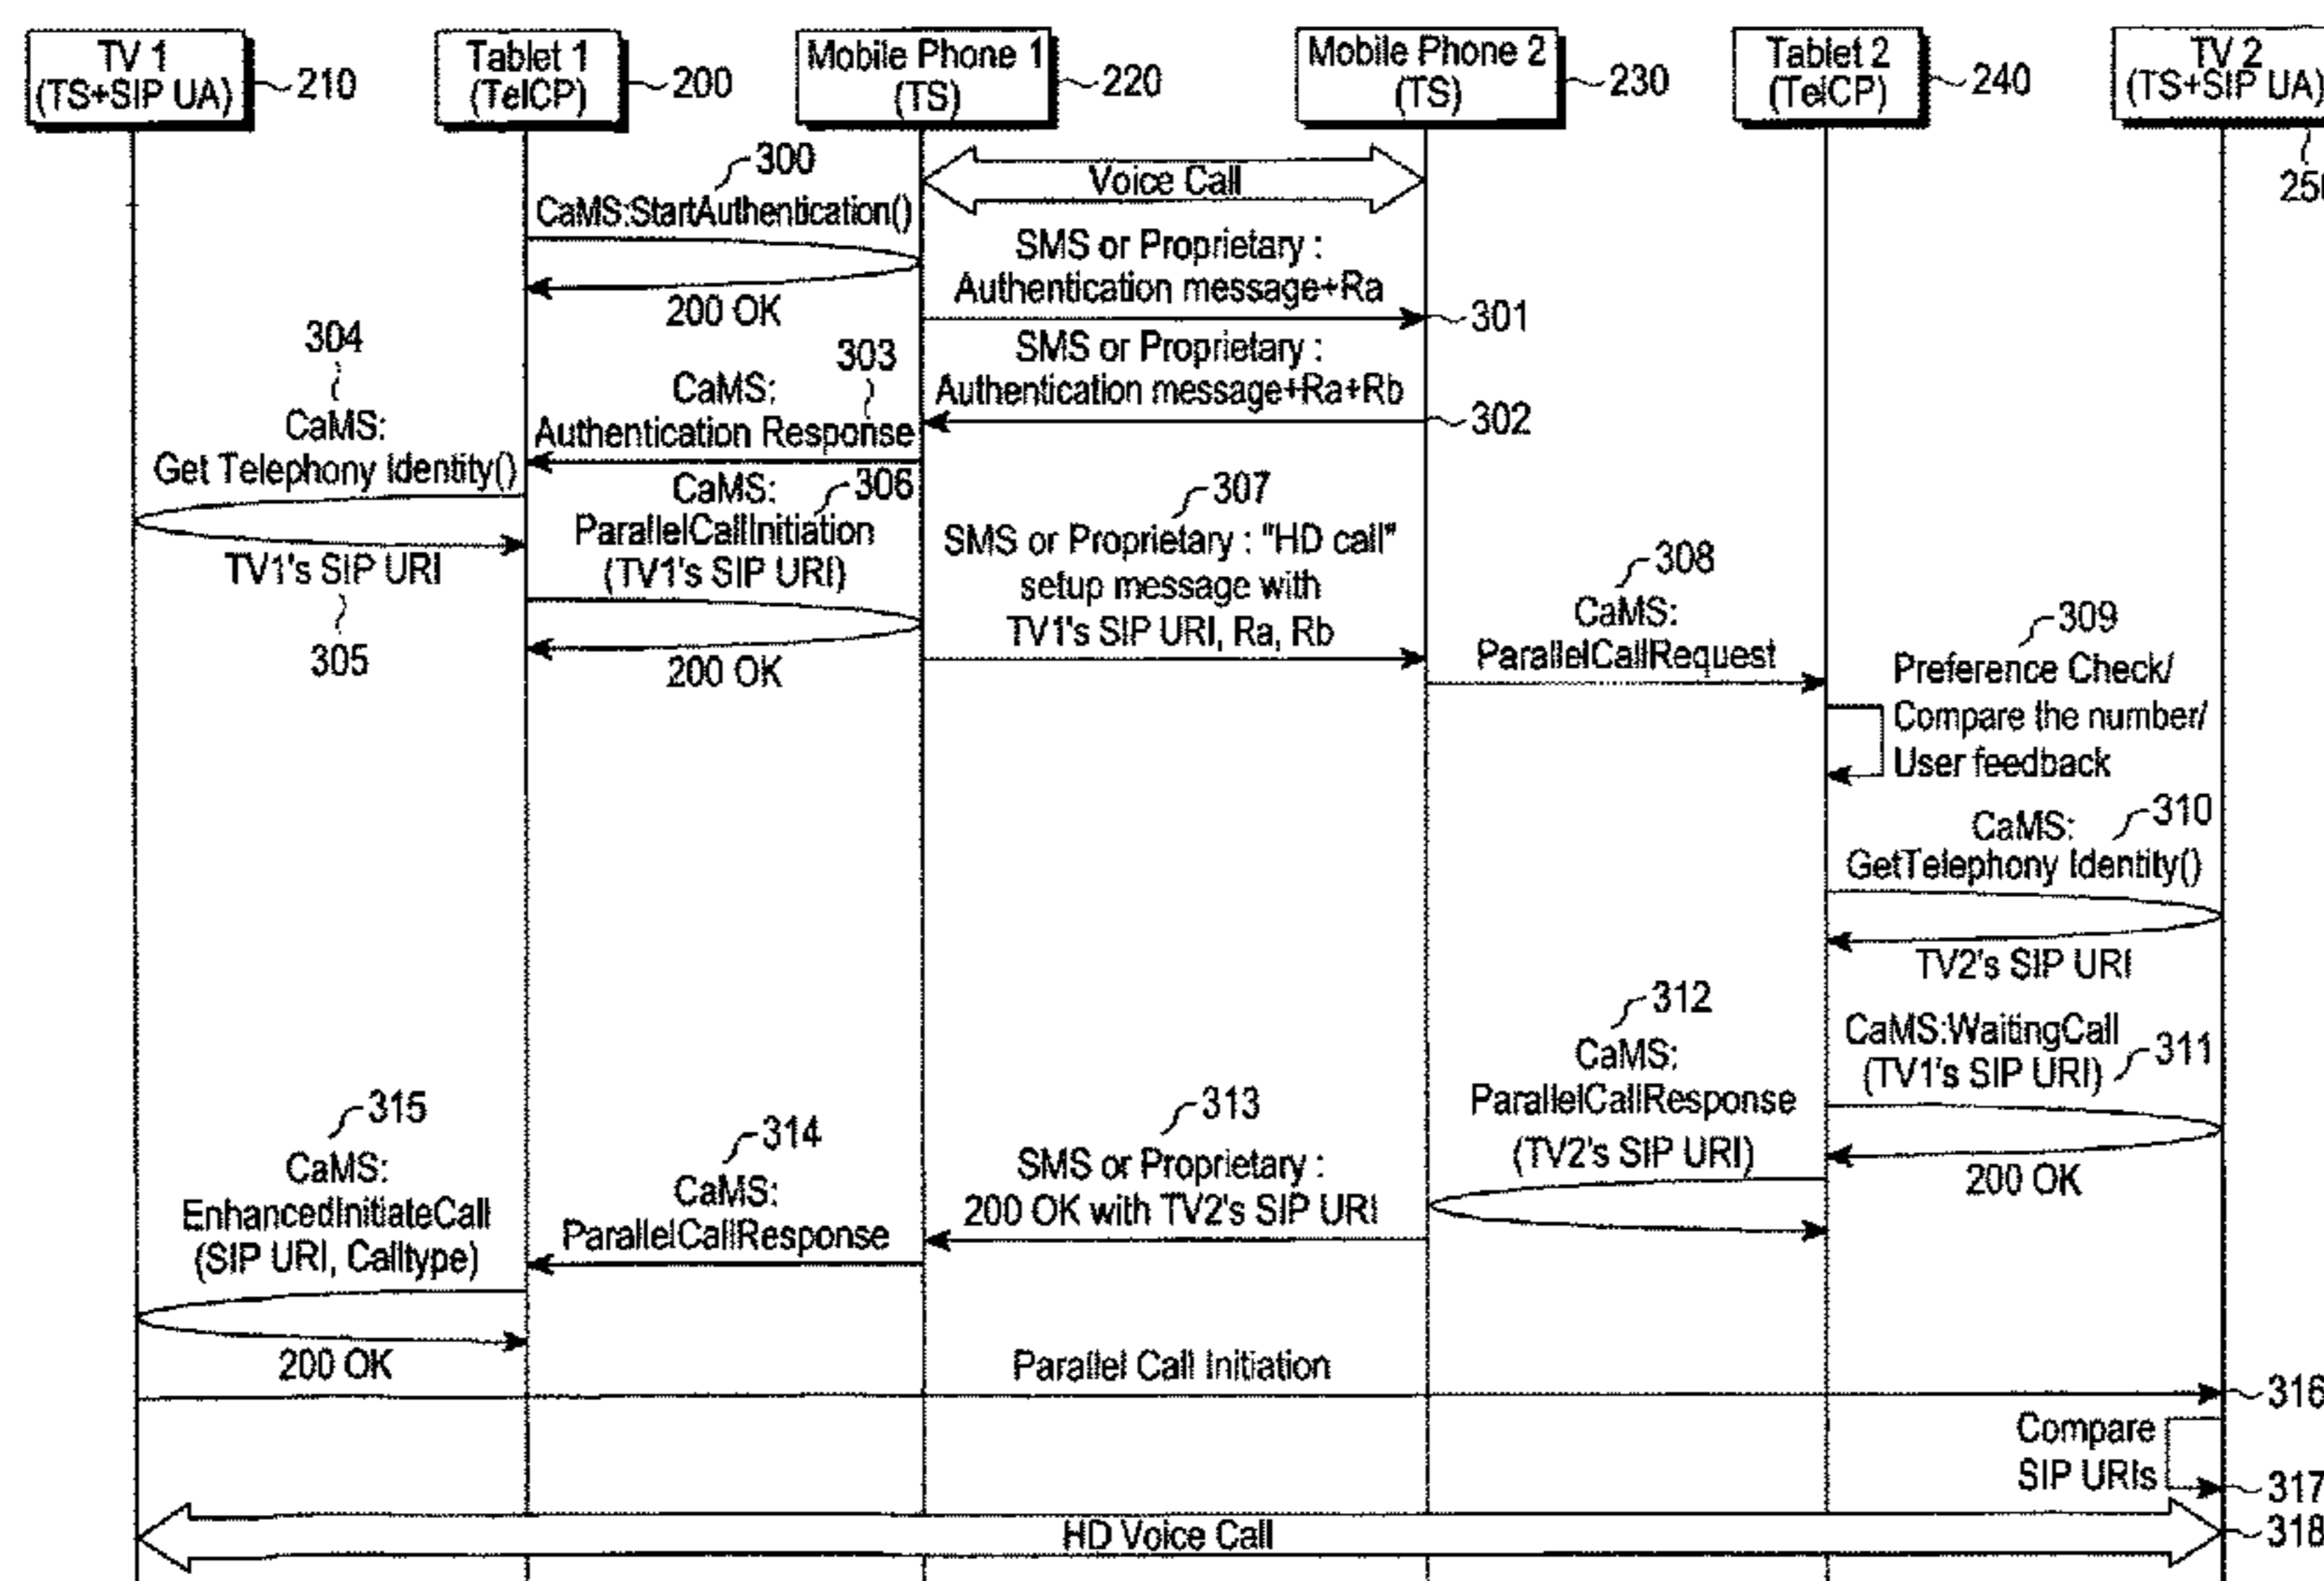 TV 1
(TS+SIP UA)
210
Tablet 1
(TelCP)
200
Mobile Phone 1
(TS)
220
Mobile Phone 2
(TS)
230
Tablet 2
(TelCP)
240
TV 2
(TS+SIP UA)
Voice Call
300
CaMS:StartAuthentication()
200 OK
SMS or Proprietary :
Authentication message+Ra
301
SMS or Proprietary :
Authentication message+Ra+Rb
302
303
CaMS:
Authentication Response
304
CaMS:
Get Telephony Identity()
TV1's SIP URI
305
CaMS:
306
ParallelCallInitiation
(TV1's SIP URI)
200 OK
307
SMS or Proprietary : "HD call"
setup message with
TV1's SIP URI, Ra, Rb
308
CaMS:
ParallelCallRequest
309
Preference Check/
Compare the number/
User feedback
310
CaMS:
GetTelephony Identity()
TV2's SIP URI
CaMS:WaitingCall
(TV1's SIP URI)
311
200 OK
312
CaMS:
ParallelCallResponse
(TV2's SIP URI)
313
SMS or Proprietary :
200 OK with TV2's SIP URI
314
CaMS:
ParallelCallResponse
315
CaMS:
EnhancedInitiateCall
(SIP URI, Calltype)
200 OK
Parallel Call Initiation
316
Compare
SIP URIs
317
HD Voice Call
318